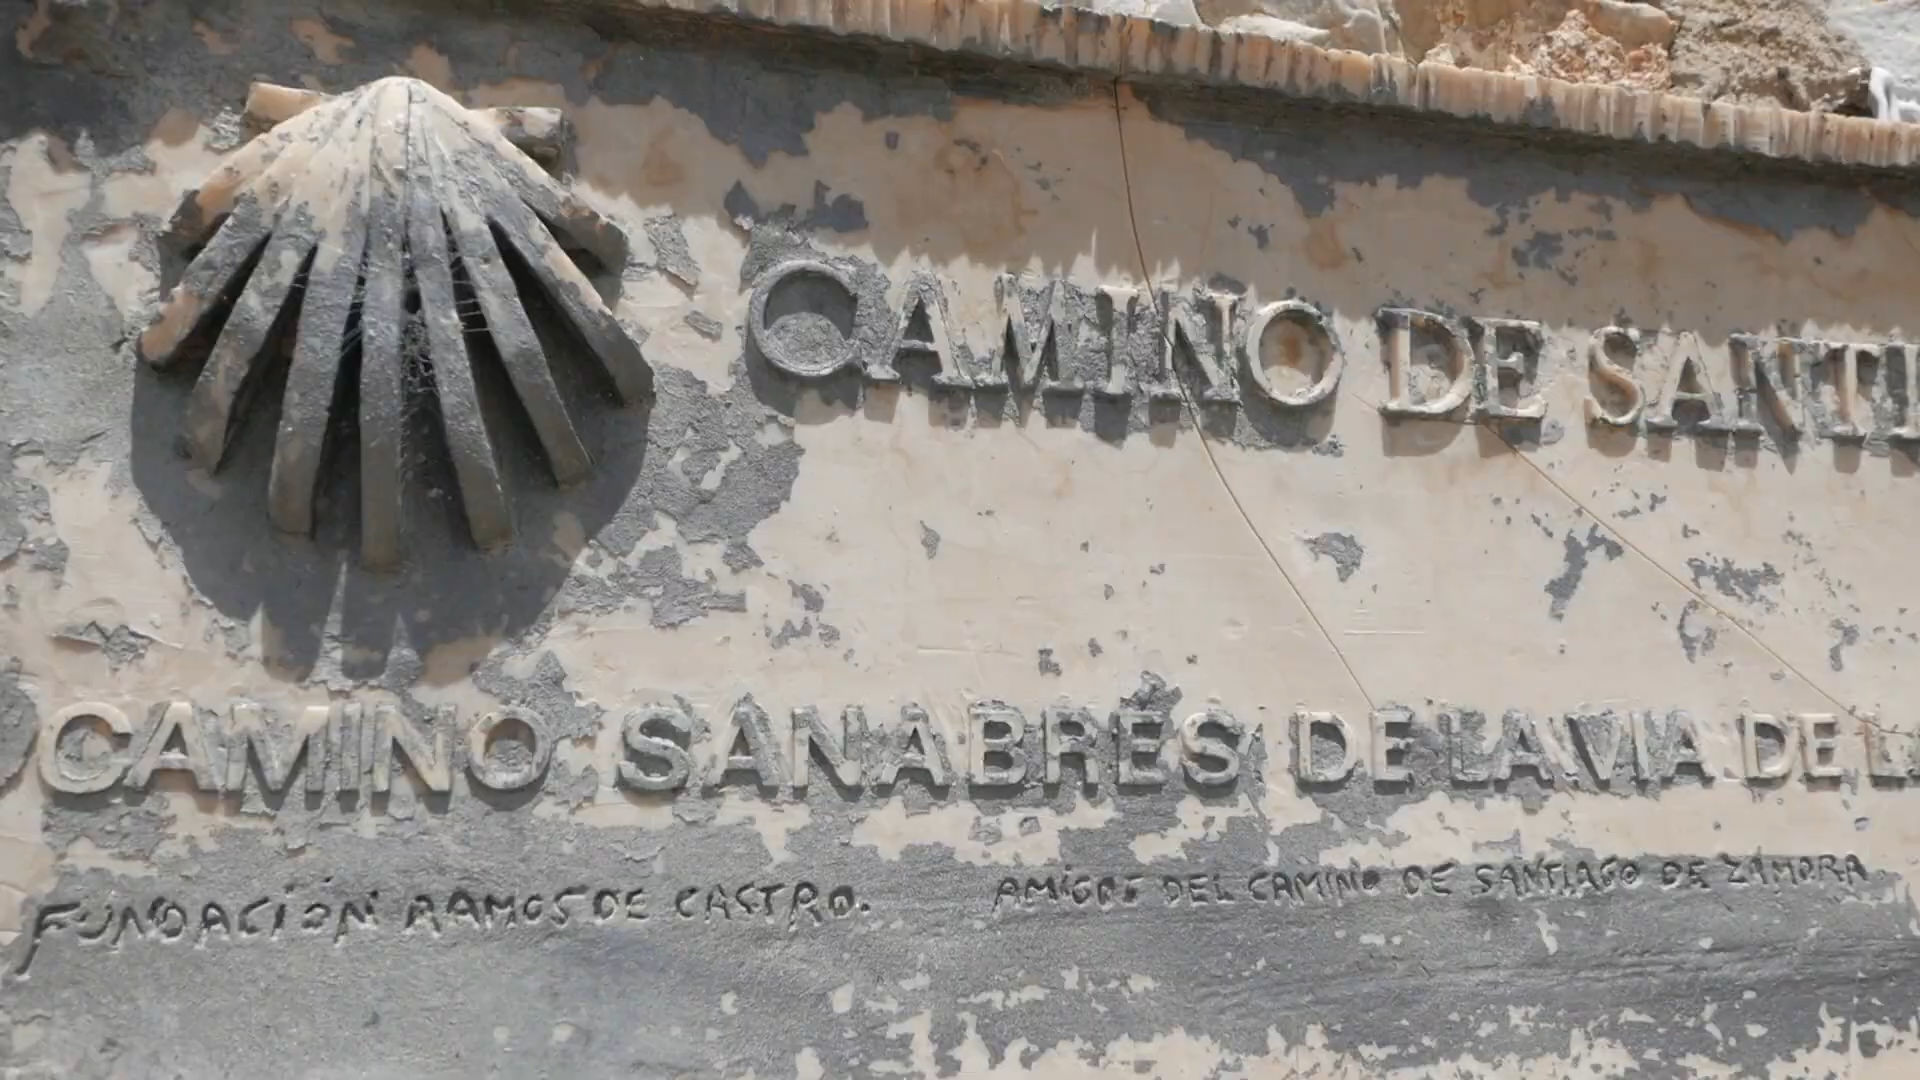 CAMINO DE SANTI
CAMINO SANABRÉS DE LA VIA DE L
FUNDACIÓN RAMOS DE CASTRO.
AMIGOS DEL CAMINO DE SANTIAGO DE ZAMORA.